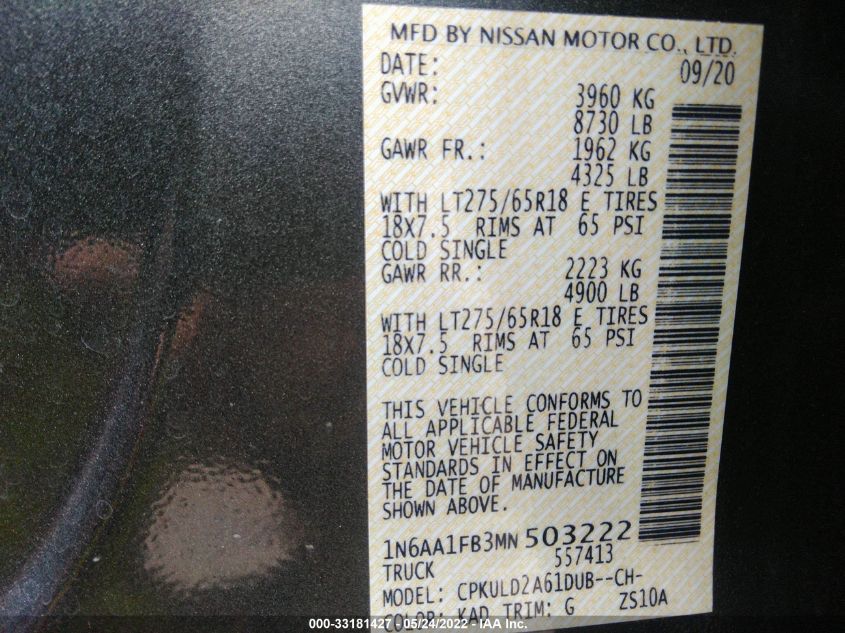 MFD BY NISSAN MOTOR CO., LTD.
DATE: 09/20
GVWR: 3960 KG
8730 LB
GAWR FR.: 1962 KG
4325 LB
WITH LT275/65R18 E TIRES
18X7.5 RIMS AT 65 PSI
COLD SINGLE
GAWR RR.: 2223 KG
4900 LB
WITH LT275/65R18 E TIRES
18X7.5 RIMS AT 65 PSI
COLD SINGLE
THIS VEHICLE CONFORMS TO
ALL APPLICABLE FEDERAL
MOTOR VEHICLE SAFETY
STANDARDS IN EFFECT ON
THE DATE OF MANUFACTURE
SHOWN ABOVE.
1N6AA1FB3MN 503222
TRUCK 557413
MODEL: CPKULD2A61DUB--CH-
COLOR: KAD TRIM: G ZS10A
000-33181427 - 05/24/2022 - IAA Inc.